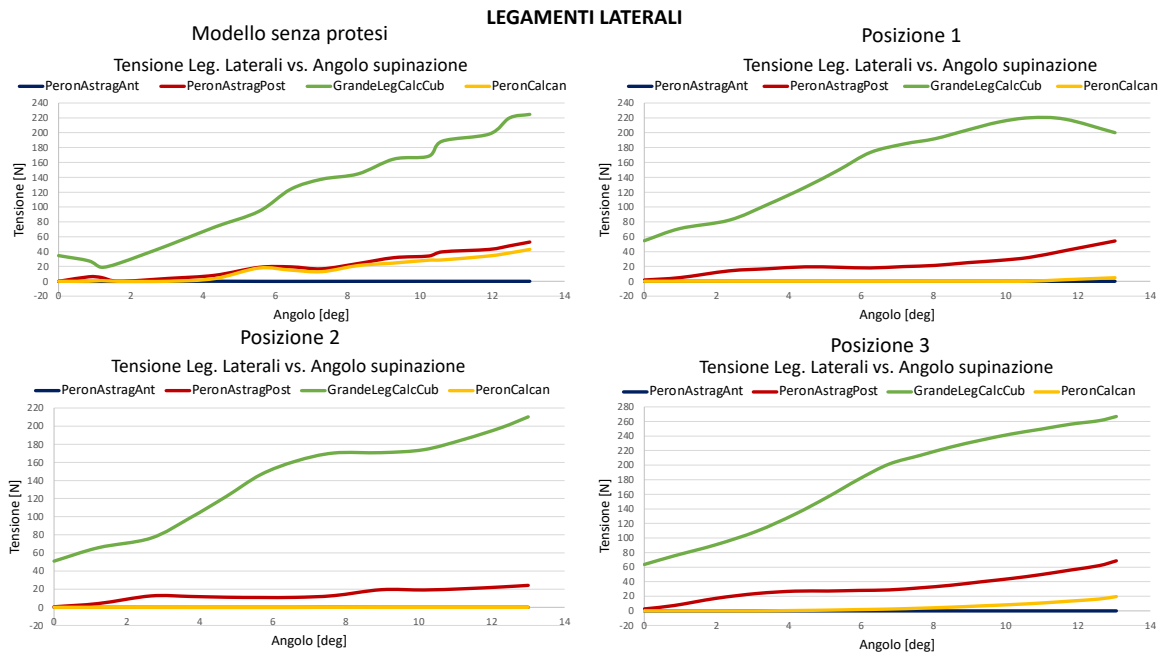 LEGAMENTI LATERALI
Modello senza protesi
Tensione Leg. Laterali vs. Angolo supinazione
PeronAstragAnt PeronAstragPost GrandeLegCalcCub PeronCalcan
240
220
200
180
160
140
120
100
80
60
40
20
0
-20
Tensione [N]
0 2 4 6 8 10 12 14
Angolo [deg]
Posizione 1
Tensione Leg. Laterali vs. Angolo supinazione
PeronAstragAnt PeronAstragPost GrandeLegCalcCub PeronCalcan
240
220
200
180
160
140
120
100
80
60
40
20
0
-20
Tensione [N]
0 2 4 6 8 10 12 14
Angolo [deg]
Posizione 2
Tensione Leg. Laterali vs. Angolo supinazione
PeronAstragAnt PeronAstragPost GrandeLegCalcCub PeronCalcan
220
200
180
160
140
120
100
80
60
40
20
0
-20
Tensione [N]
0 2 4 6 8 10 12 14
Angolo [deg]
Posizione 3
Tensione Leg. Laterali vs. Angolo supinazione
PeronAstragAnt PeronAstragPost GrandeLegCalcCub PeronCalcan
280
260
240
220
200
180
160
140
120
100
80
60
40
20
0
-20
Tensione [N]
0 2 4 6 8 10 12 14
Angolo [deg]